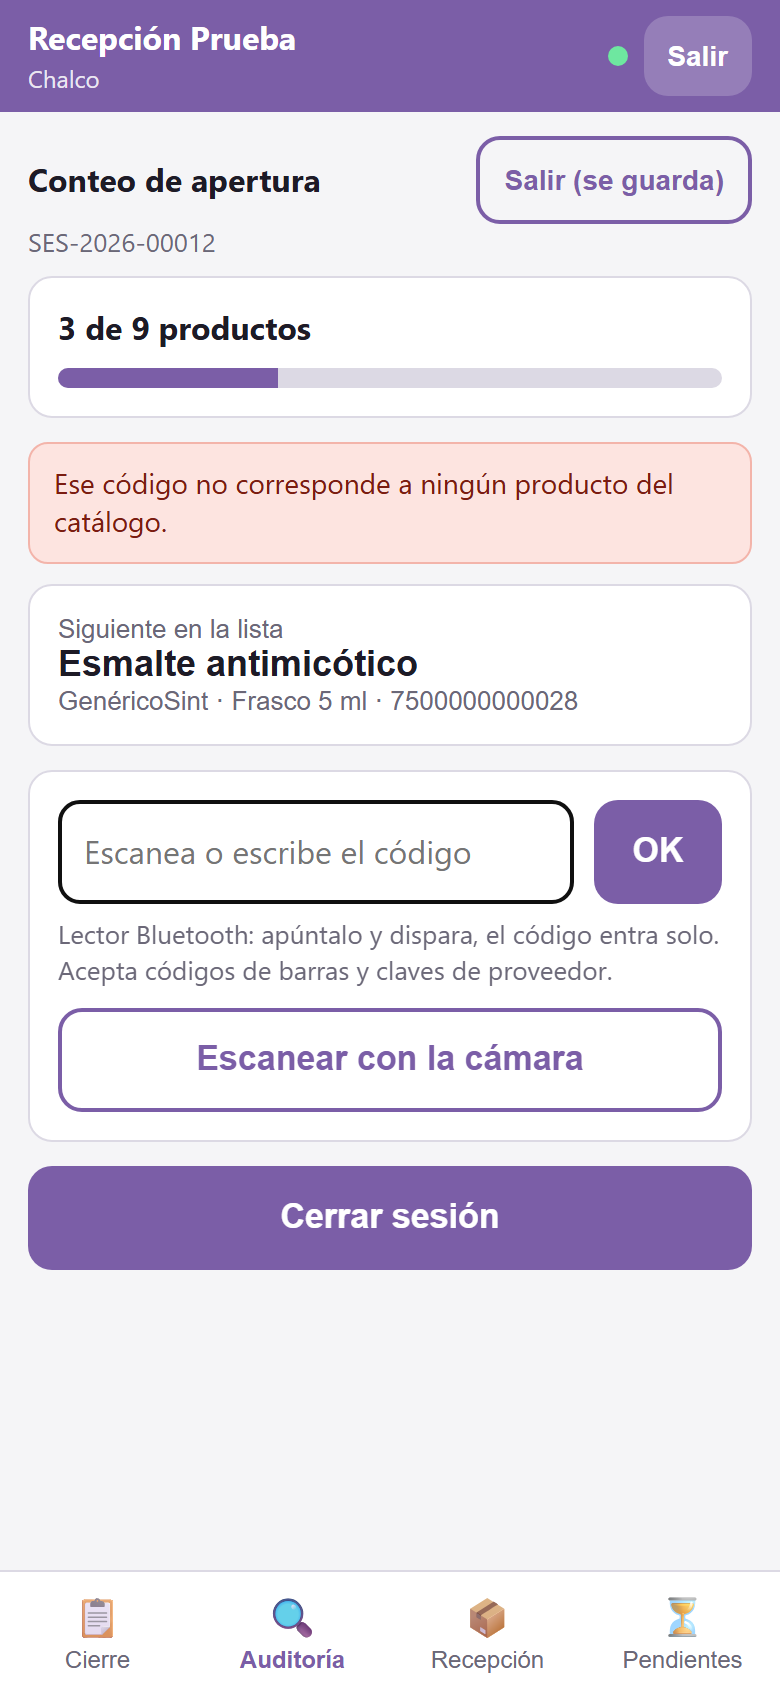 Recepción Prueba
Chalco
Salir
Conteo de apertura
Salir (se guarda)
SES-2026-00012
3 de 9 productos
Ese código no corresponde a ningún producto del
catálogo.
Siguiente en la lista
Esmalte antimicótico
GenéricoSint · Frasco 5 ml · 7500000000028
Escanea o escribe el código
OK
Lector Bluetooth: apúntalo y dispara, el código entra solo.
Acepta códigos de barras y claves de proveedor.
Escanear con la cámara
Cerrar sesión
Cierre
Auditoría
Recepción
Pendientes